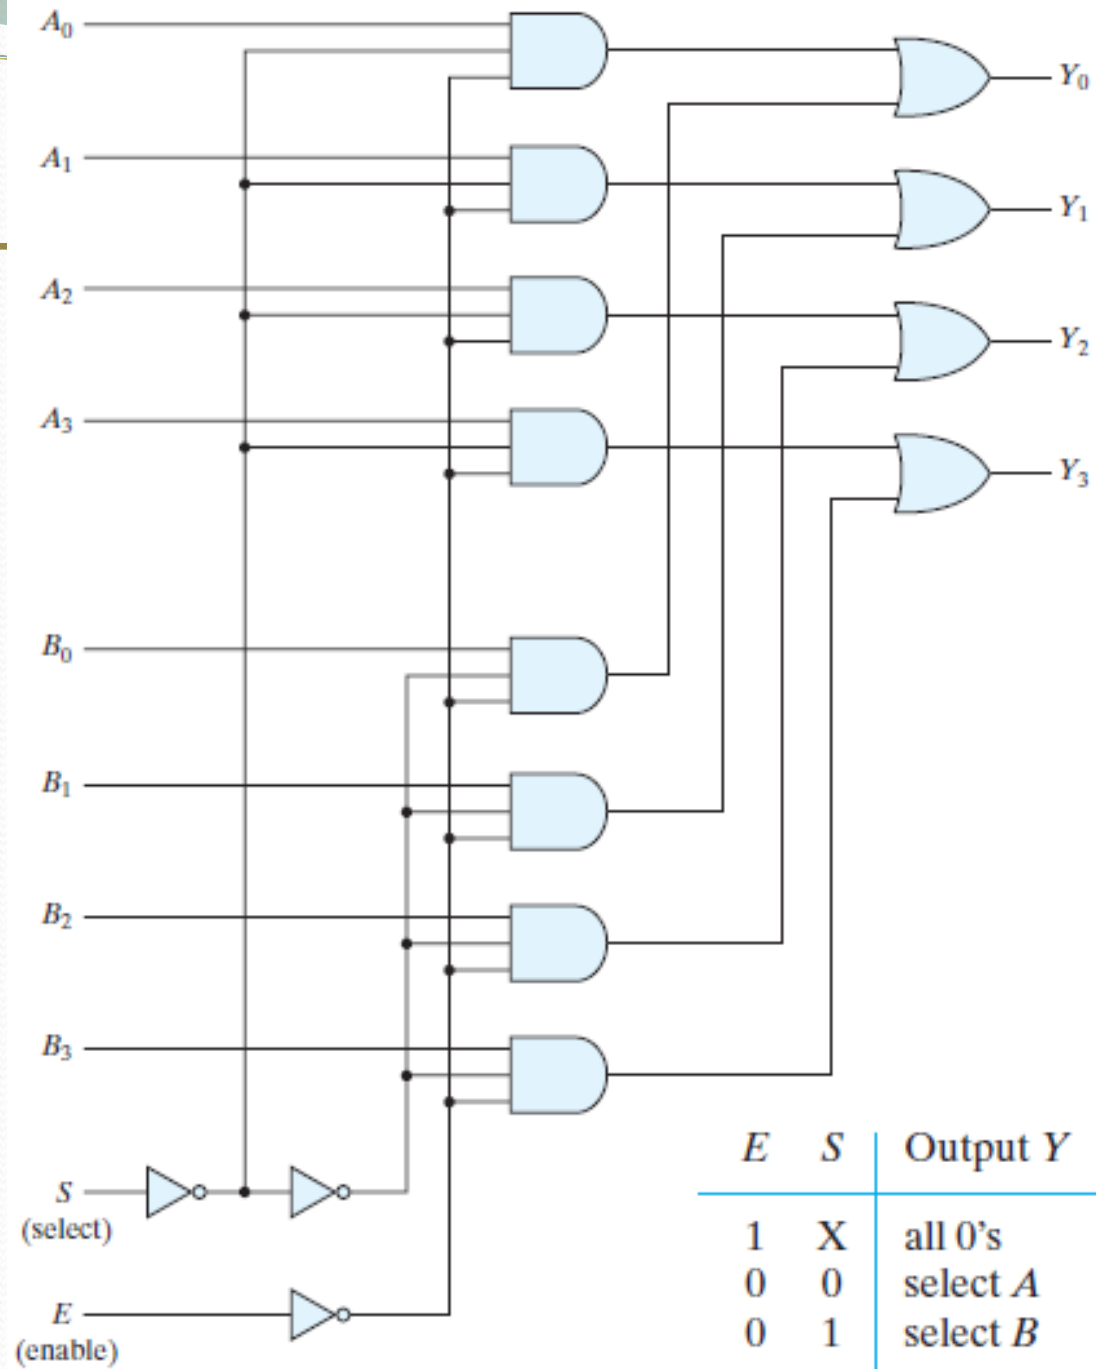 A₀
Y₀
A₁
Y₁
A₂
Y₂
A₃
Y₃
B₀
B₁
B₂
B₃
S
(select)
E
(enable)
E S Output Y
1 X all 0's
0 0 select A
0 1 select B